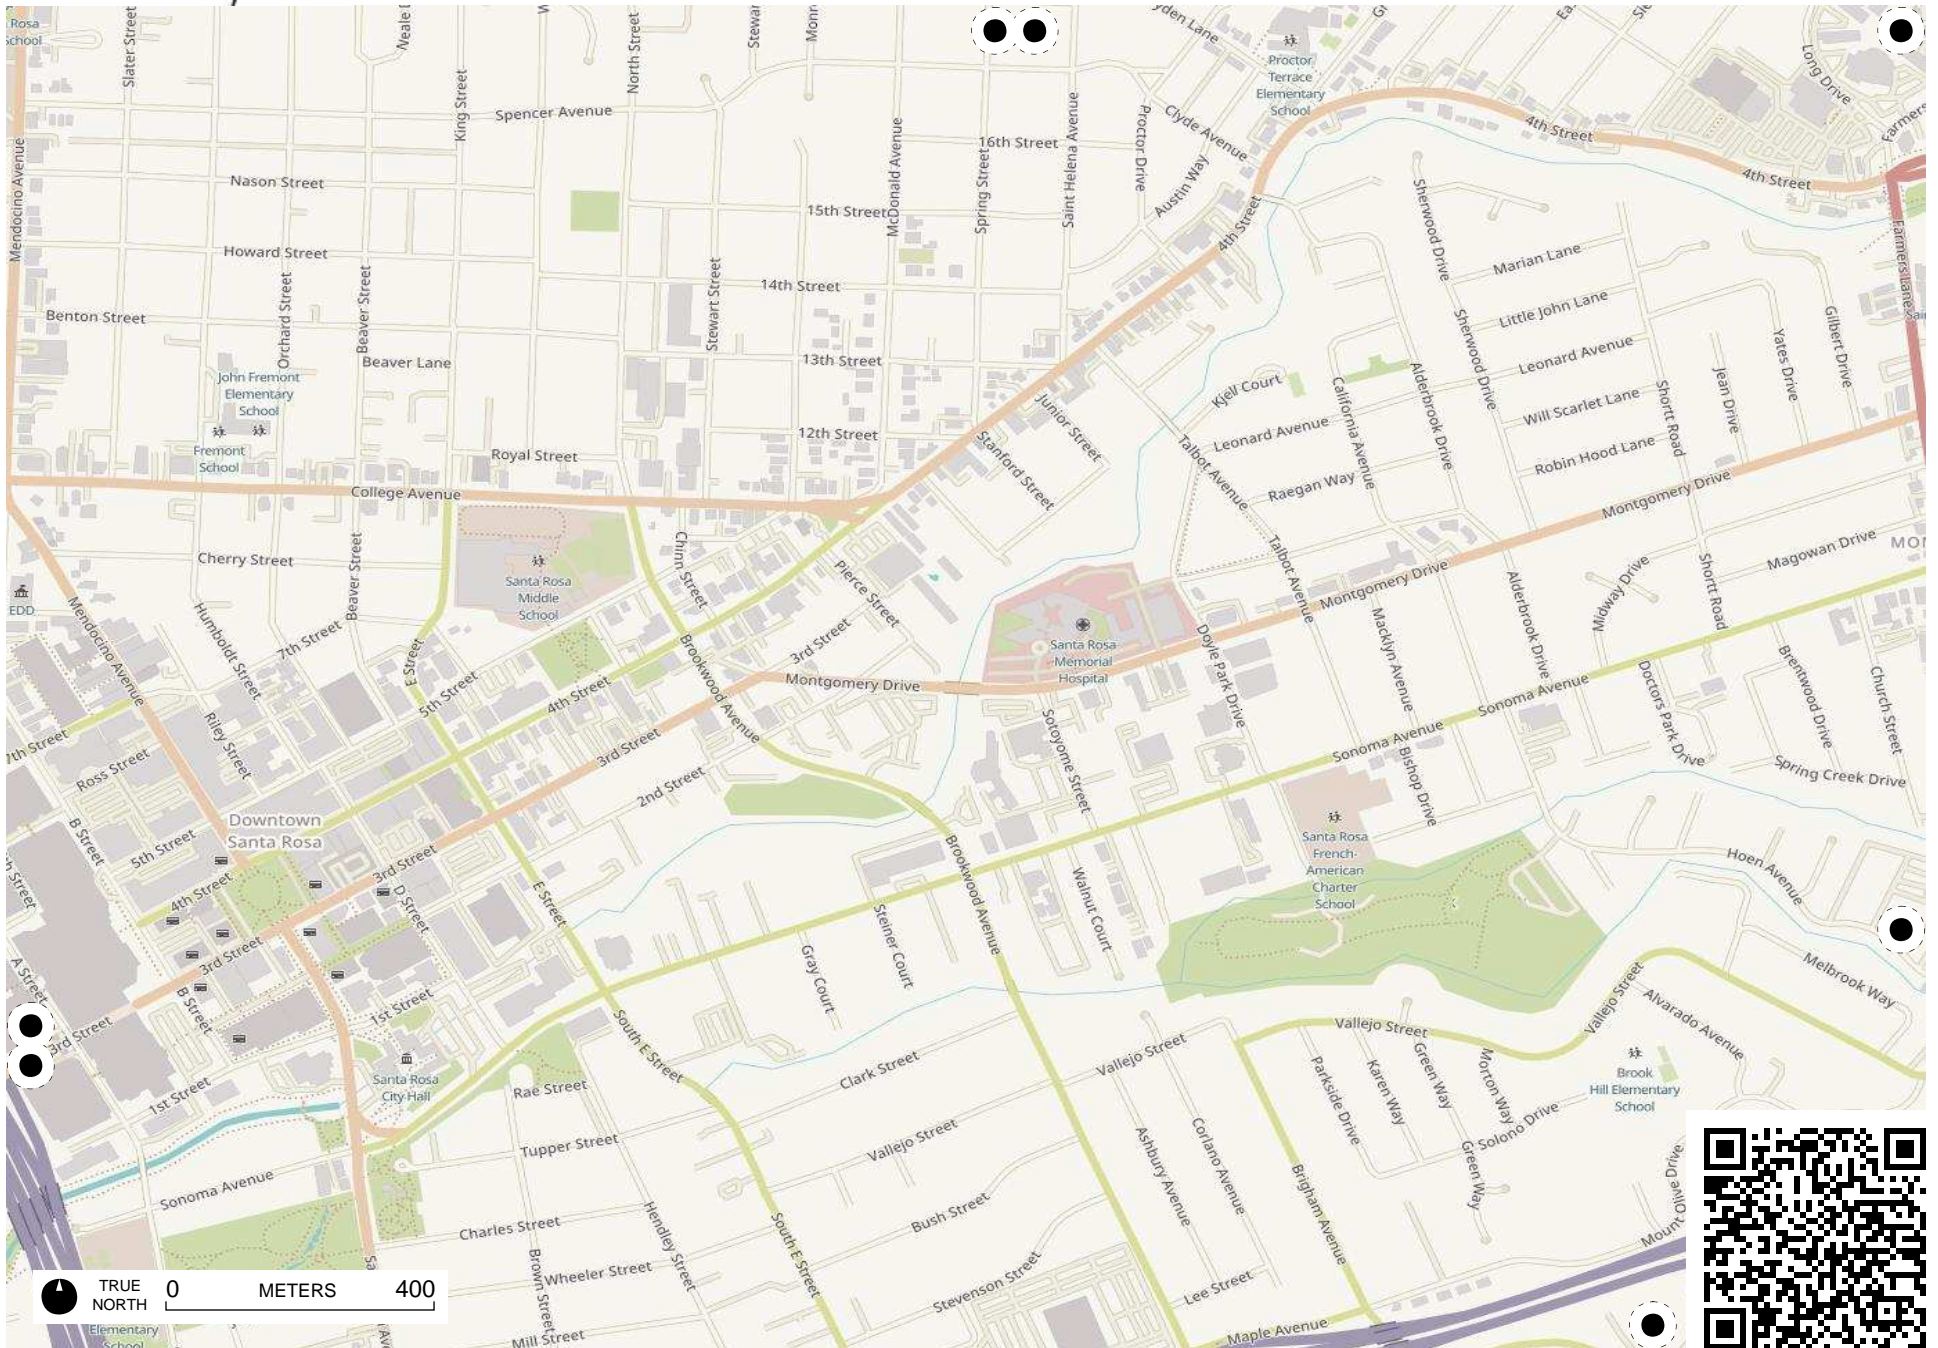 Rosa
School
Slater Street
King Street
North Street
Spencer Avenue
Mendocino Avenue
Nason Street
Howard Street
Orchard Street
Beaver Street
Benton Street
Beaver Lane
John Fremont
Elementary
School
Fremont
School
Royal Street
College Avenue
Stewart Street
McDonald Avenue
Spring Street
Saint Helena Avenue
16th Street
15th Street
14th Street
13th Street
12th Street
Proctor Drive
Clyde Avenue
Austin Way
Proctor
Terrace
Elementary
School
4th Street
4th Street
4th Street
Long Drive
Farmers Lane
Sherwood Drive
Sherwood Drive
Marian Lane
Little John Lane
Leonard Avenue
Will Scarlet Lane
Robin Hood Lane
Shortt Road
Jean Drive
Yates Drive
Gilbert Drive
Kjell Court
Leonard Avenue
Raegan Way
California Avenue
Alderbrook Drive
Talbot Avenue
Talbot Avenue
Junior Street
Stanford Street
Montgomery Drive
Montgomery Drive
Magowan Drive
Shortt Road
Midway Drive
Alderbrook Drive
Macklyn Avenue
Doyle Park Drive
Cherry Street
Beaver Street
EDD
Mendocino Avenue
Humboldt Street
7th Street
E Street
Santa Rosa
Middle
School
Chinn Street
Pierce Street
3rd Street
Brookwood Avenue
Montgomery Drive
Santa Rosa
Memorial
Hospital
Sotoyome Street
Sonoma Avenue
Sonoma Avenue
Bishop Drive
Doctors Park Drive
Brentwood Drive
Church Street
Spring Creek Drive
7th Street
Ross Street
Riley Street
5th Street
4th Street
3rd Street
2nd Street
B Street
5th Street
Downtown
Santa Rosa
4th Street
3rd Street
D Street
E Street
3rd Street
A Street
B Street
1st Street
3rd Street
1st Street
Santa Rosa
City Hall
Steiner Court
Gray Court
Brookwood Avenue
Walnut Court
Santa Rosa
French-
American
Charter
School
Hoen Avenue
Melbrook Way
Vallejo Street
Alvarado Avenue
Vallejo Street
Vallejo Street
Brook
Hill Elementary
School
Parkside Drive
Karen Way
Green Way
Morton Way
Solono Drive
Green Way
South E Street
Clark Street
Rae Street
Tupper Street
Vallejo Street
Bush Street
Ashbury Avenue
Corlano Avenue
Brigham Avenue
Sonoma Avenue
Charles Street
Wheeler Street
Brown Street
Hendley Street
South E Street
Stevenson Street
Lee Street
Maple Avenue
Mill Street
Mount Olive Drive
Elementary
School
TRUE
NORTH
0 METERS 400